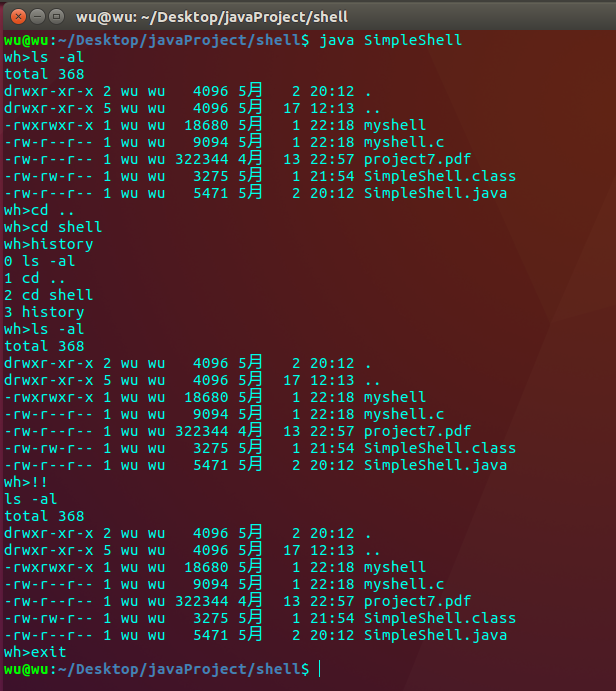 wu@wu: ~/Desktop/javaProject/shell
wu@wu:~/Desktop/javaProject/shell$ java SimpleShell
wh>ls -al
total 368
drwxr-xr-x 2 wu wu   4096 5月   2 20:12 .
drwxr-xr-x 5 wu wu   4096 5月  17 12:13 ..
-rwxrwxr-x 1 wu wu  18680 5月   1 22:18 myshell
-rw-r--r-- 1 wu wu   9094 5月   1 22:18 myshell.c
-rw-r--r-- 1 wu wu 322344 4月  13 22:57 project7.pdf
-rw-rw-r-- 1 wu wu   3275 5月   1 21:54 SimpleShell.class
-rw-r--r-- 1 wu wu   5471 5月   2 20:12 SimpleShell.java
wh>cd ..
wh>cd shell
wh>history
0 ls -al
1 cd ..
2 cd shell
3 history
wh>ls -al
total 368
drwxr-xr-x 2 wu wu   4096 5月   2 20:12 .
drwxr-xr-x 5 wu wu   4096 5月  17 12:13 ..
-rwxrwxr-x 1 wu wu  18680 5月   1 22:18 myshell
-rw-r--r-- 1 wu wu   9094 5月   1 22:18 myshell.c
-rw-r--r-- 1 wu wu 322344 4月  13 22:57 project7.pdf
-rw-rw-r-- 1 wu wu   3275 5月   1 21:54 SimpleShell.class
-rw-r--r-- 1 wu wu   5471 5月   2 20:12 SimpleShell.java
wh>!!
ls -al
total 368
drwxr-xr-x 2 wu wu   4096 5月   2 20:12 .
drwxr-xr-x 5 wu wu   4096 5月  17 12:13 ..
-rwxrwxr-x 1 wu wu  18680 5月   1 22:18 myshell
-rw-r--r-- 1 wu wu   9094 5月   1 22:18 myshell.c
-rw-r--r-- 1 wu wu 322344 4月  13 22:57 project7.pdf
-rw-rw-r-- 1 wu wu   3275 5月   1 21:54 SimpleShell.class
-rw-r--r-- 1 wu wu   5471 5月   2 20:12 SimpleShell.java
wh>exit
wu@wu:~/Desktop/javaProject/shell$